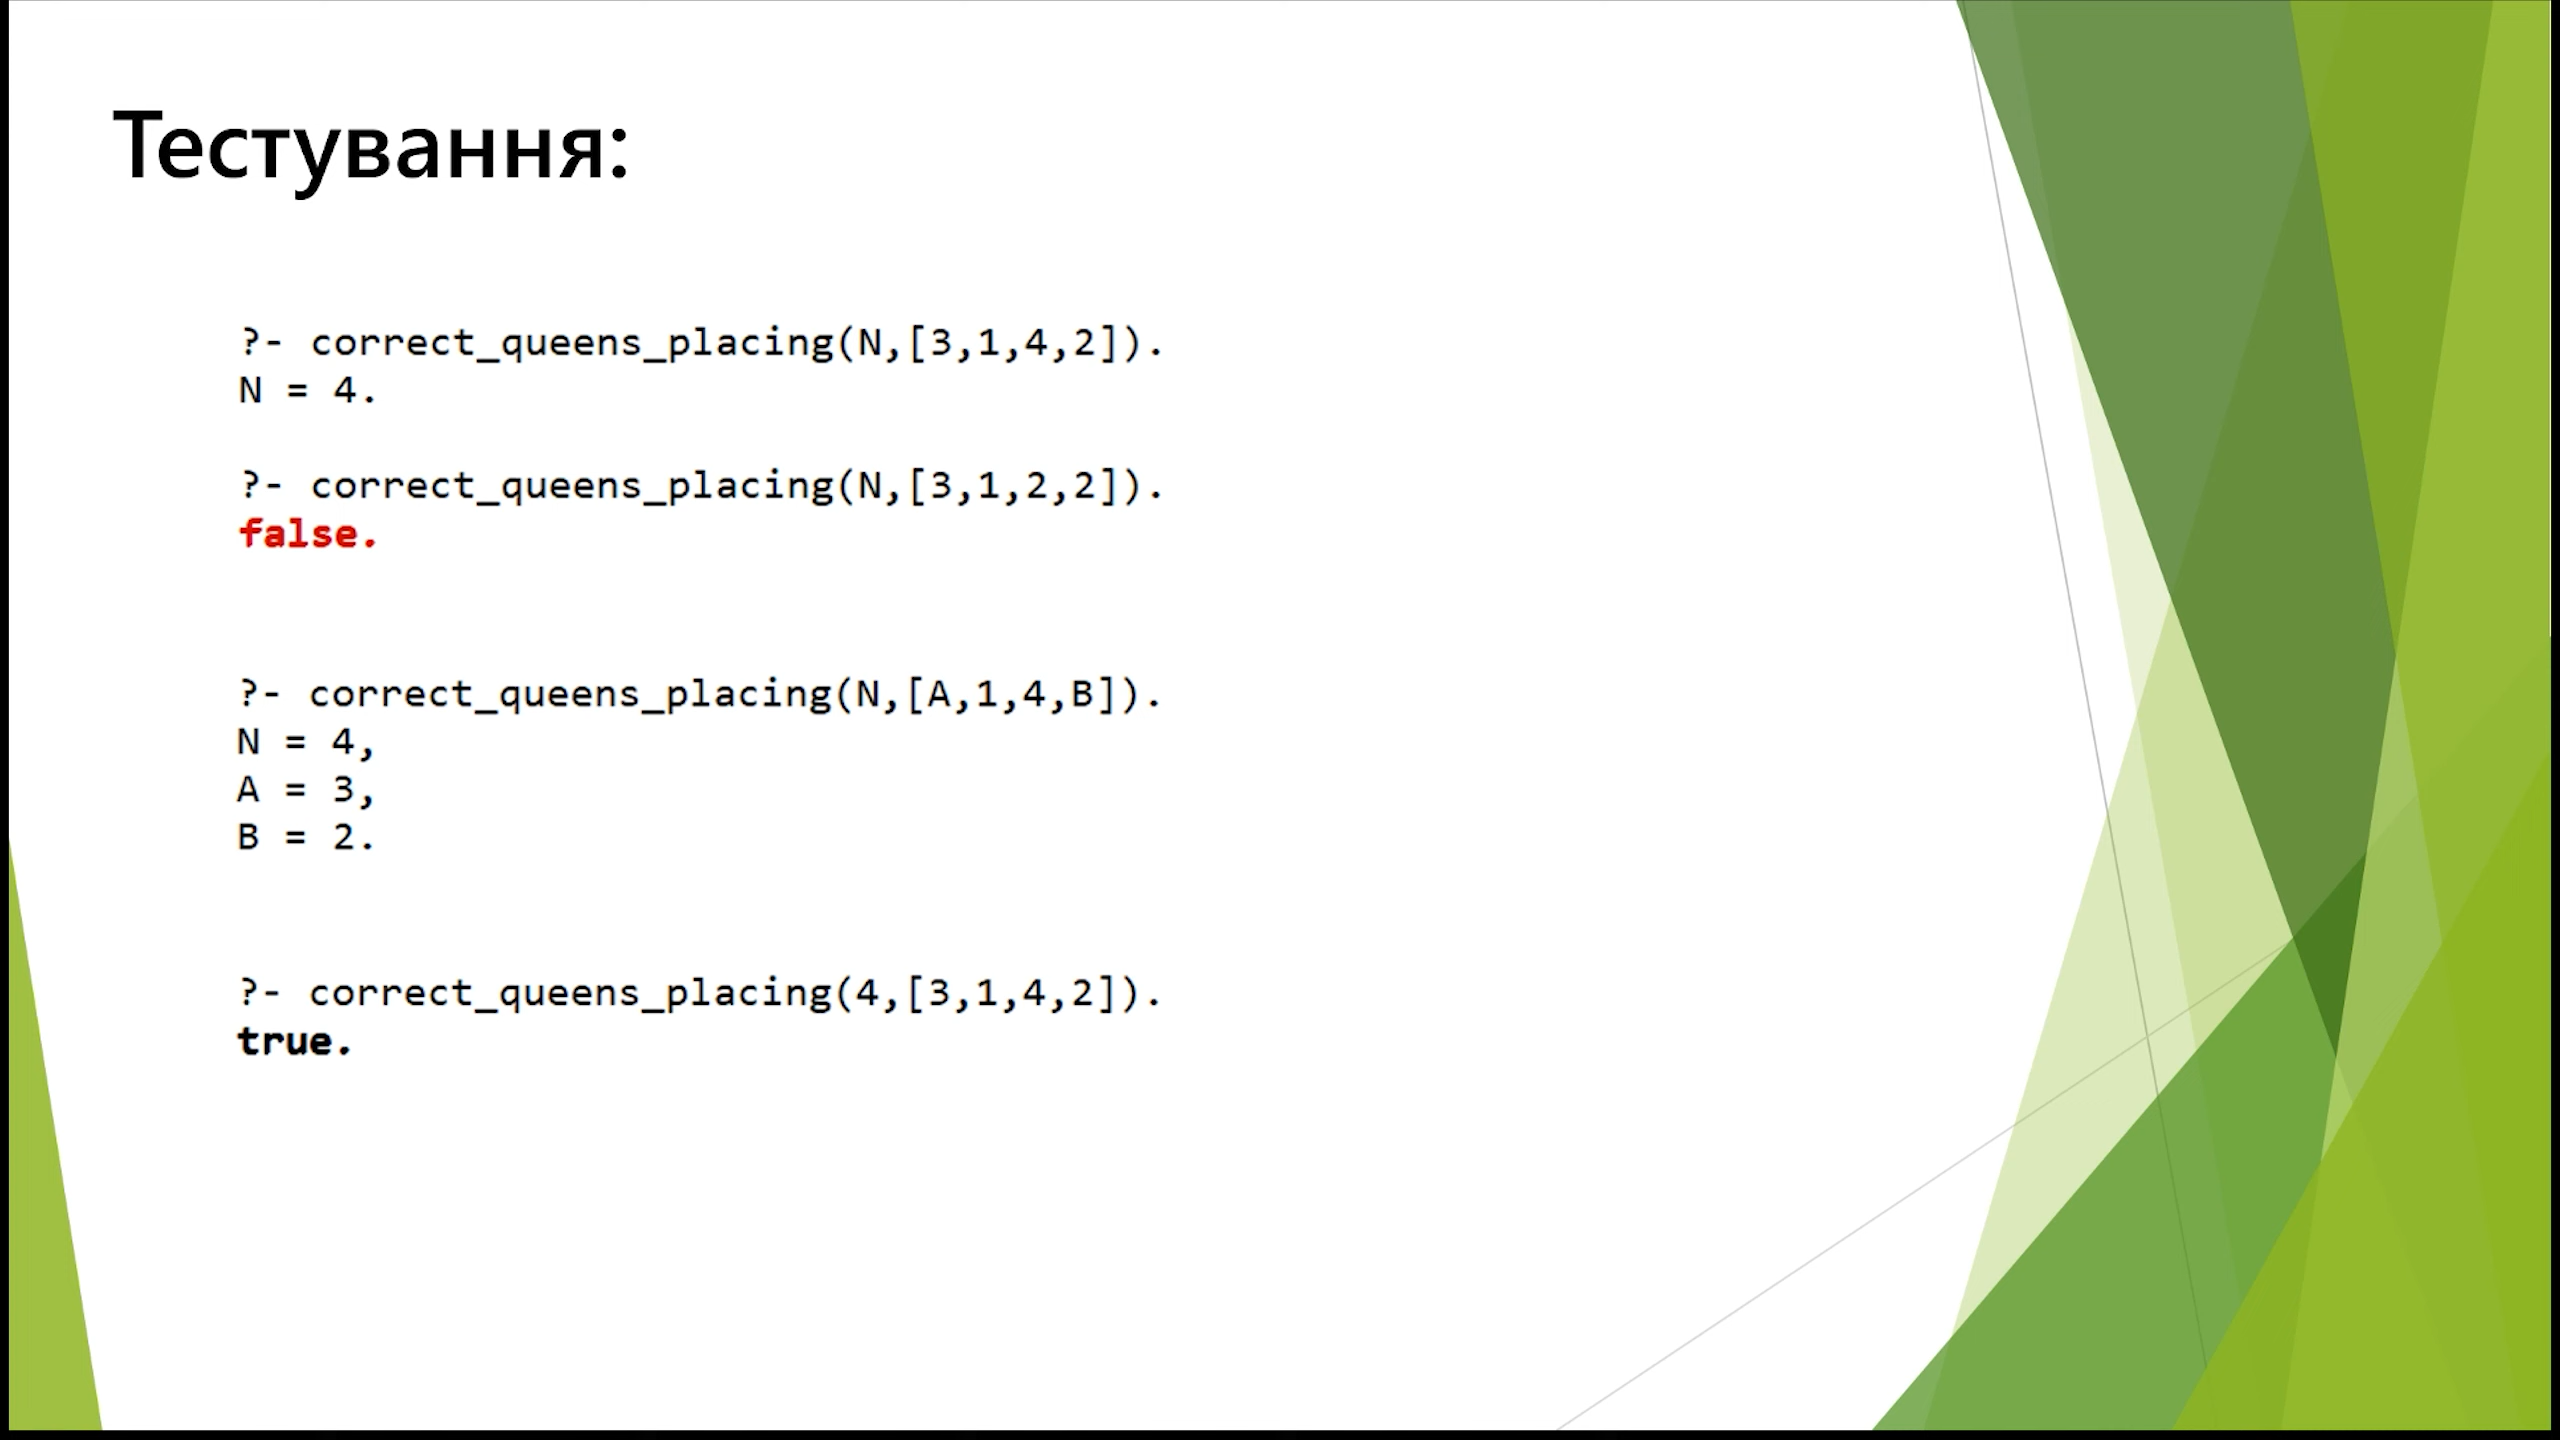 Тестування:
?- correct_queens_placing(N,[3,1,4,2]).
N = 4.
?- correct_queens_placing(N,[3,1,2,2]).
false.
?- correct_queens_placing(N,[A,1,4,B]).
N = 4,
A = 3,
B = 2.
?- correct_queens_placing(4,[3,1,4,2]).
true.